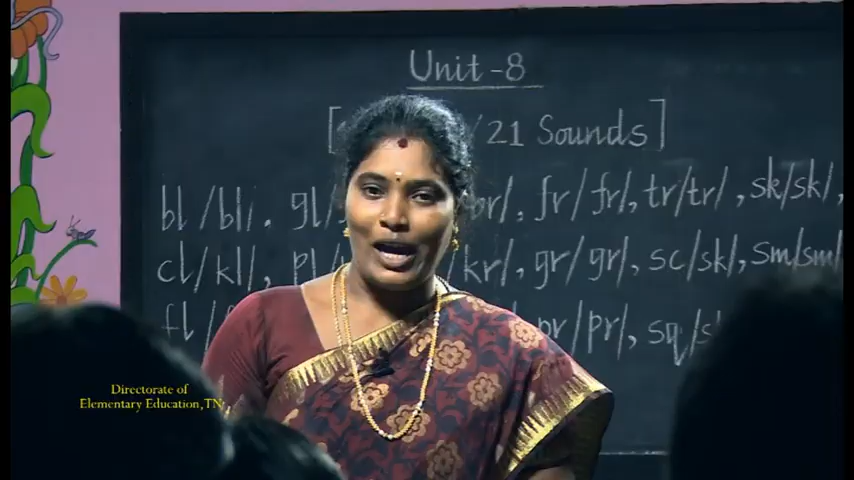 Unit - 8
/ 21 Sounds]
bl /bl/, gl/ br/, fr/fr/, tr/tr/, sk/sk/,
cl/kl/, pl/ /kr/, gr/gr/, sc/sk/, sm/sm/
fl/ pr/pr/, sq/s
Directorate of
Elementary Education,TN